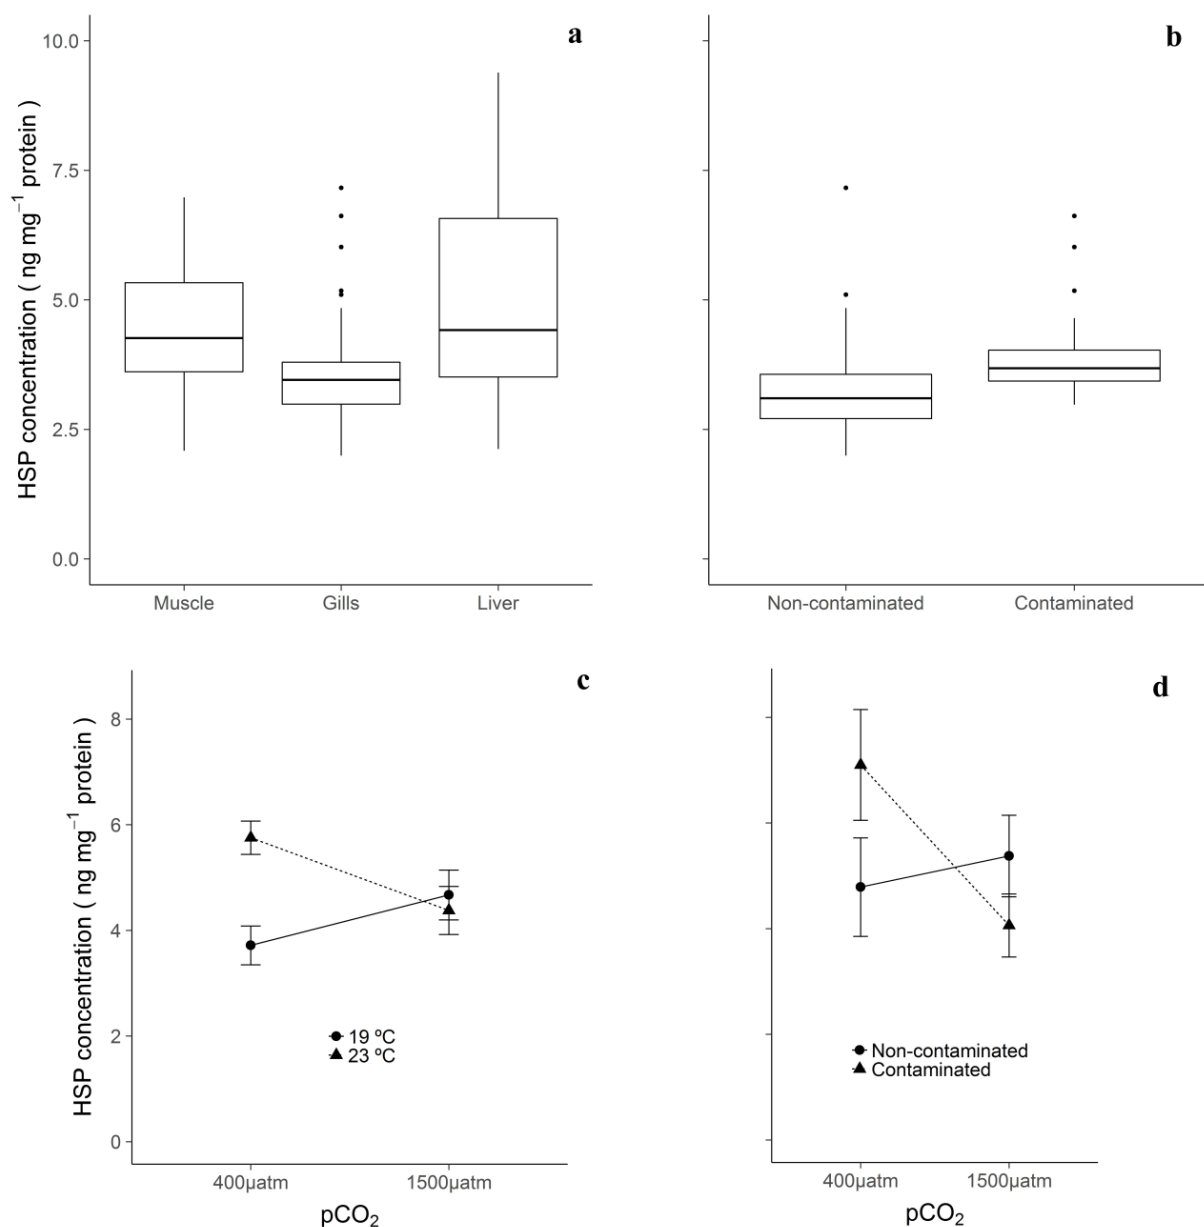 a
10.0
7.5
5.0
2.5
0.0
HSP concentration ( ng mg⁻¹ protein )
Muscle Gills Liver
b
Non-contaminated Contaminated
c
8
6
4
2
0
HSP concentration ( ng mg⁻¹ protein )
19 ºC
23 ºC
400µatm 1500µatm
pCO₂
d
Non-contaminated
Contaminated
400µatm 1500µatm
pCO₂